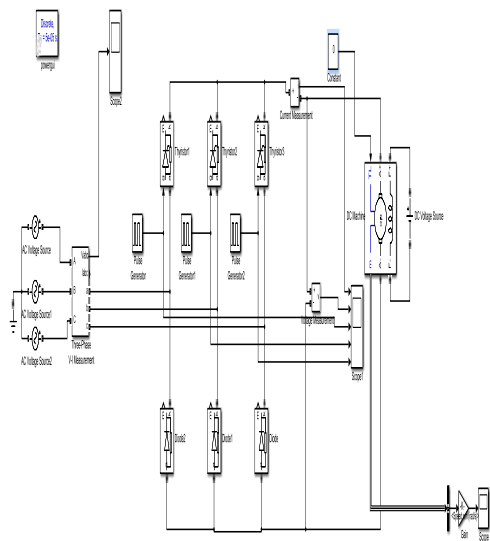 Discrete,
powergui
Scope2
0
Constant
Current Measurement
Thyristor1
Thyristor2
Thyristor3
DC Machine
DC Voltage Source
AC Voltage Source
Pulse
Generator
Pulse
Generator1
Pulse
Generator2
A
B
C
AC Voltage Source1
Voltage Measurement
AC Voltage Source2
Three-Phase
V-I Measurement
Scope1
Diode2
Diode1
Diode
Gain
Scope